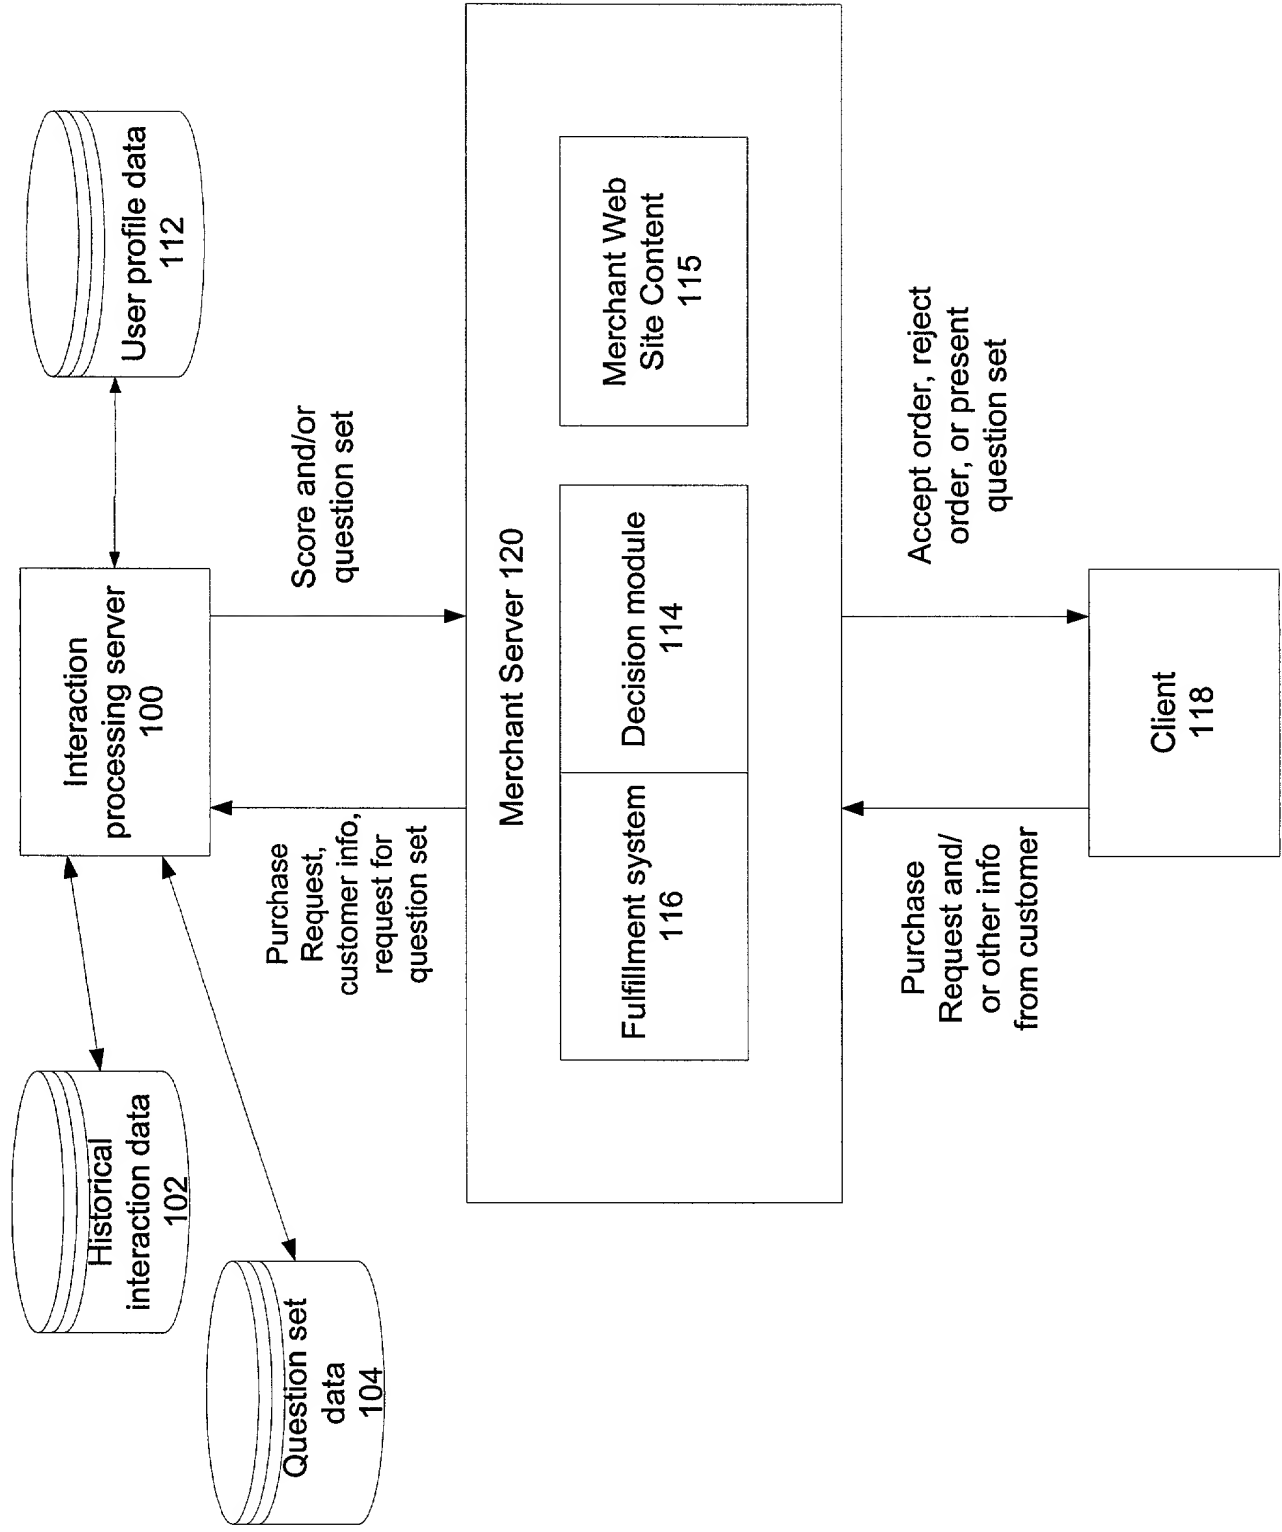 Historical
interaction data
102
Question set
data
104
Interaction
processing server
100
User profile data
112
Purchase
Request,
customer info,
request for
question set
Score and/or
question set
Merchant Server 120
Fulfillment system
116
Decision module
114
Merchant Web
Site Content
115
Purchase
Request and/
or other info
from customer
Accept order, reject
order, or present
question set
Client
118